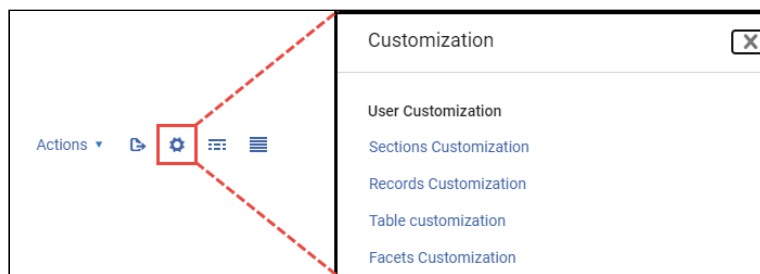 Actions
Customization
User Customization
Sections Customization
Records Customization
Table customization
Facets Customization